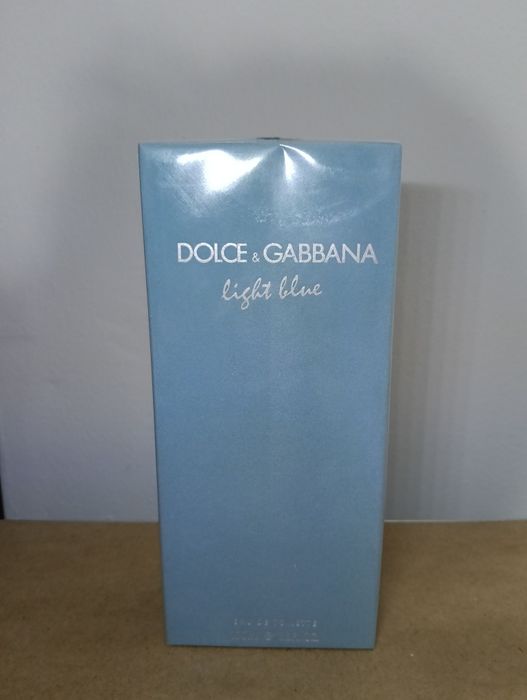 DOLCE & GABBANA
light blue
EAU DE TOILETTE